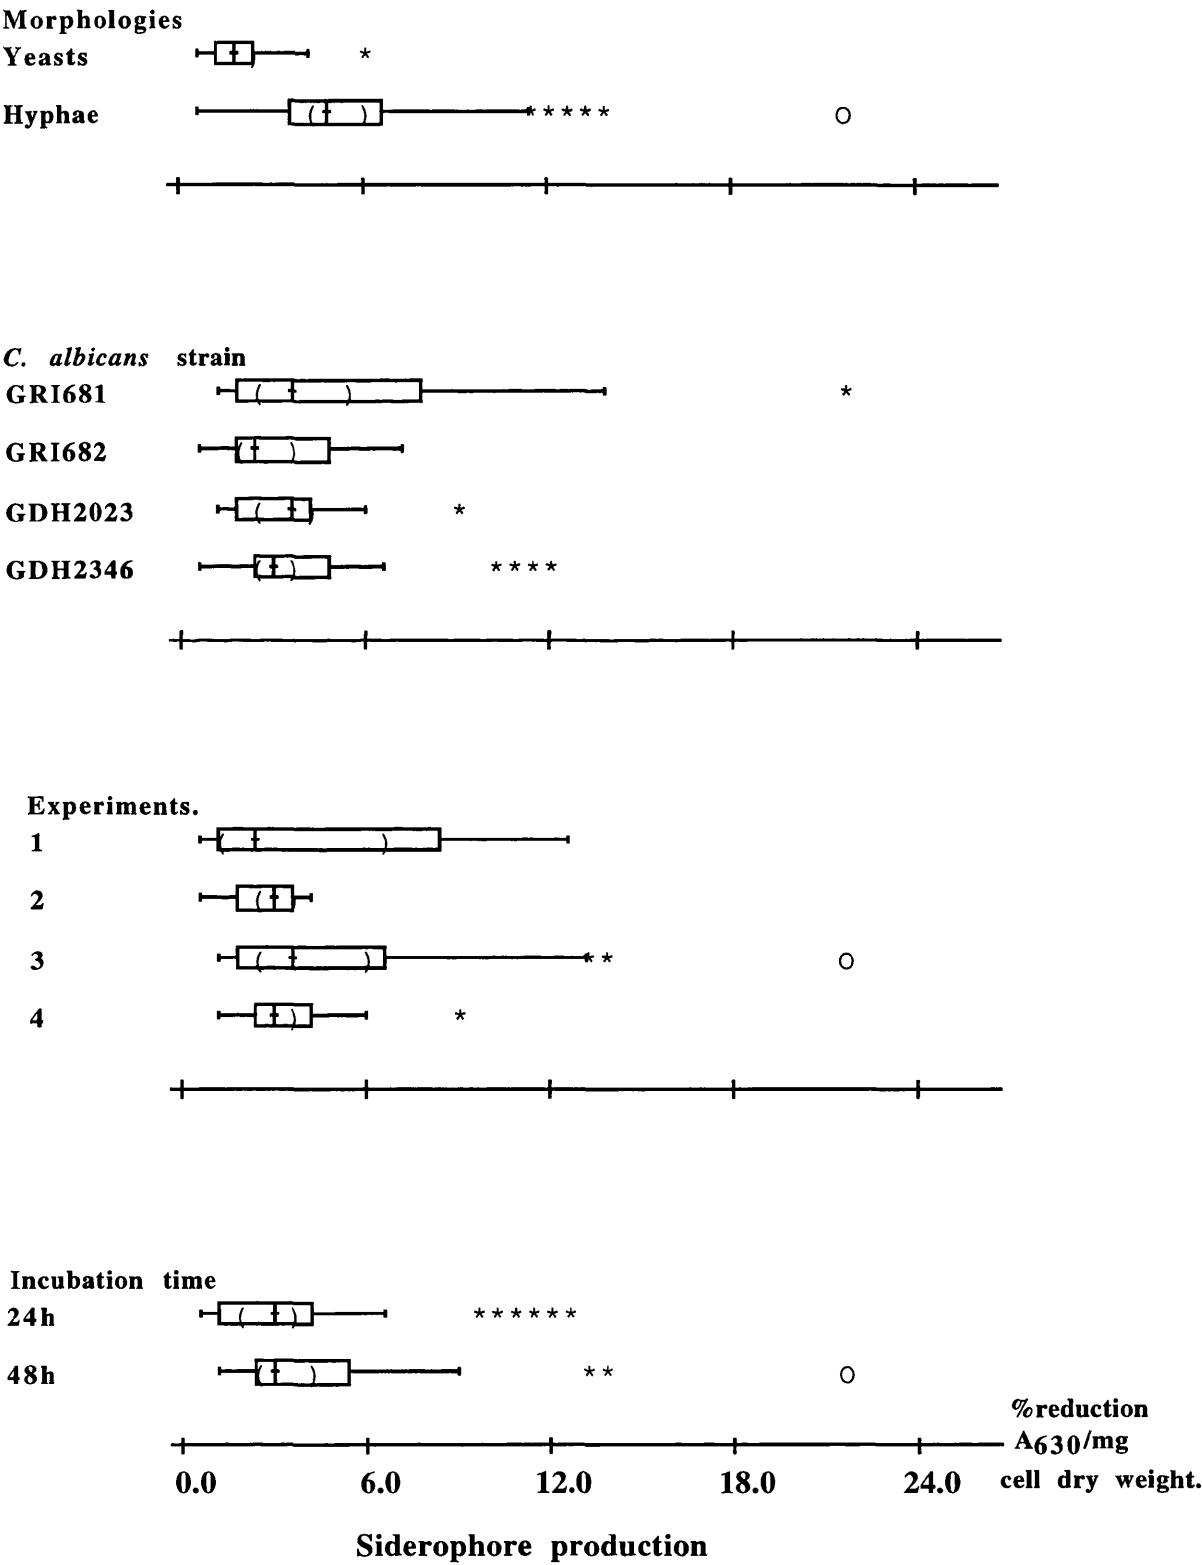 Morphologies
Yeasts
*
Hyphae
* * * * *
O
C. albicans strain
GRI681
*
GRI682
GDH2023
*
GDH2346
* * * *
Experiments.
1
2
3
* *
O
4
*
Incubation time
24h
* * * * * *
48h
* *
O
%reduction
A630/mg
0.0 6.0 12.0 18.0 24.0 cell dry weight.
Siderophore production